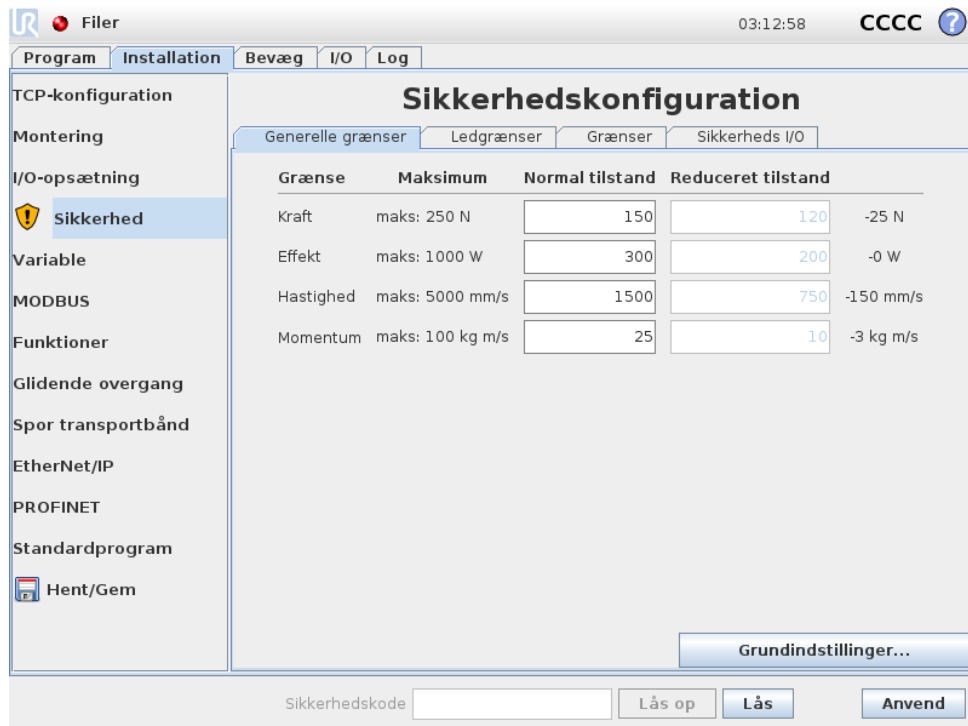 UR Filer 03:12:58 CCCC ?
Program Installation Bevæg I/O Log
TCP-konfiguration
Montering
I/O-opsætning
Sikkerhed
Variable
MODBUS
Funktioner
Glidende overgang
Spor transportbånd
EtherNet/IP
PROFINET
Standardprogram
Hent/Gem
Sikkerhedskonfiguration
Generelle grænser Ledgrænser Grænser Sikkerheds I/O
Grænse Maksimum Normal tilstand Reduceret tilstand
Kraft maks: 250 N 150 120 -25 N
Effekt maks: 1000 W 300 200 -0 W
Hastighed maks: 5000 mm/s 1500 750 -150 mm/s
Momentum maks: 100 kg m/s 25 10 -3 kg m/s
Grundindstillinger...
Sikkerhedskode Lås op Lås Anvend